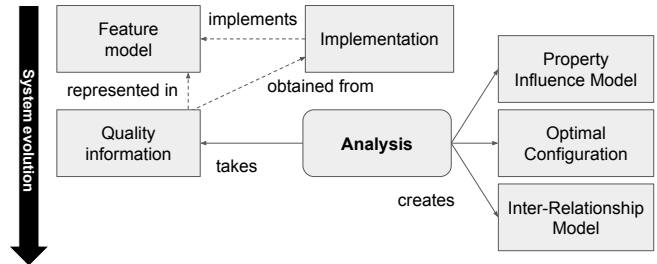 System evolution
Feature
model
implements
Implementation
represented in
obtained from
Quality
information
takes
Analysis
creates
Property
Influence Model
Optimal
Configuration
Inter-Relationship
Model